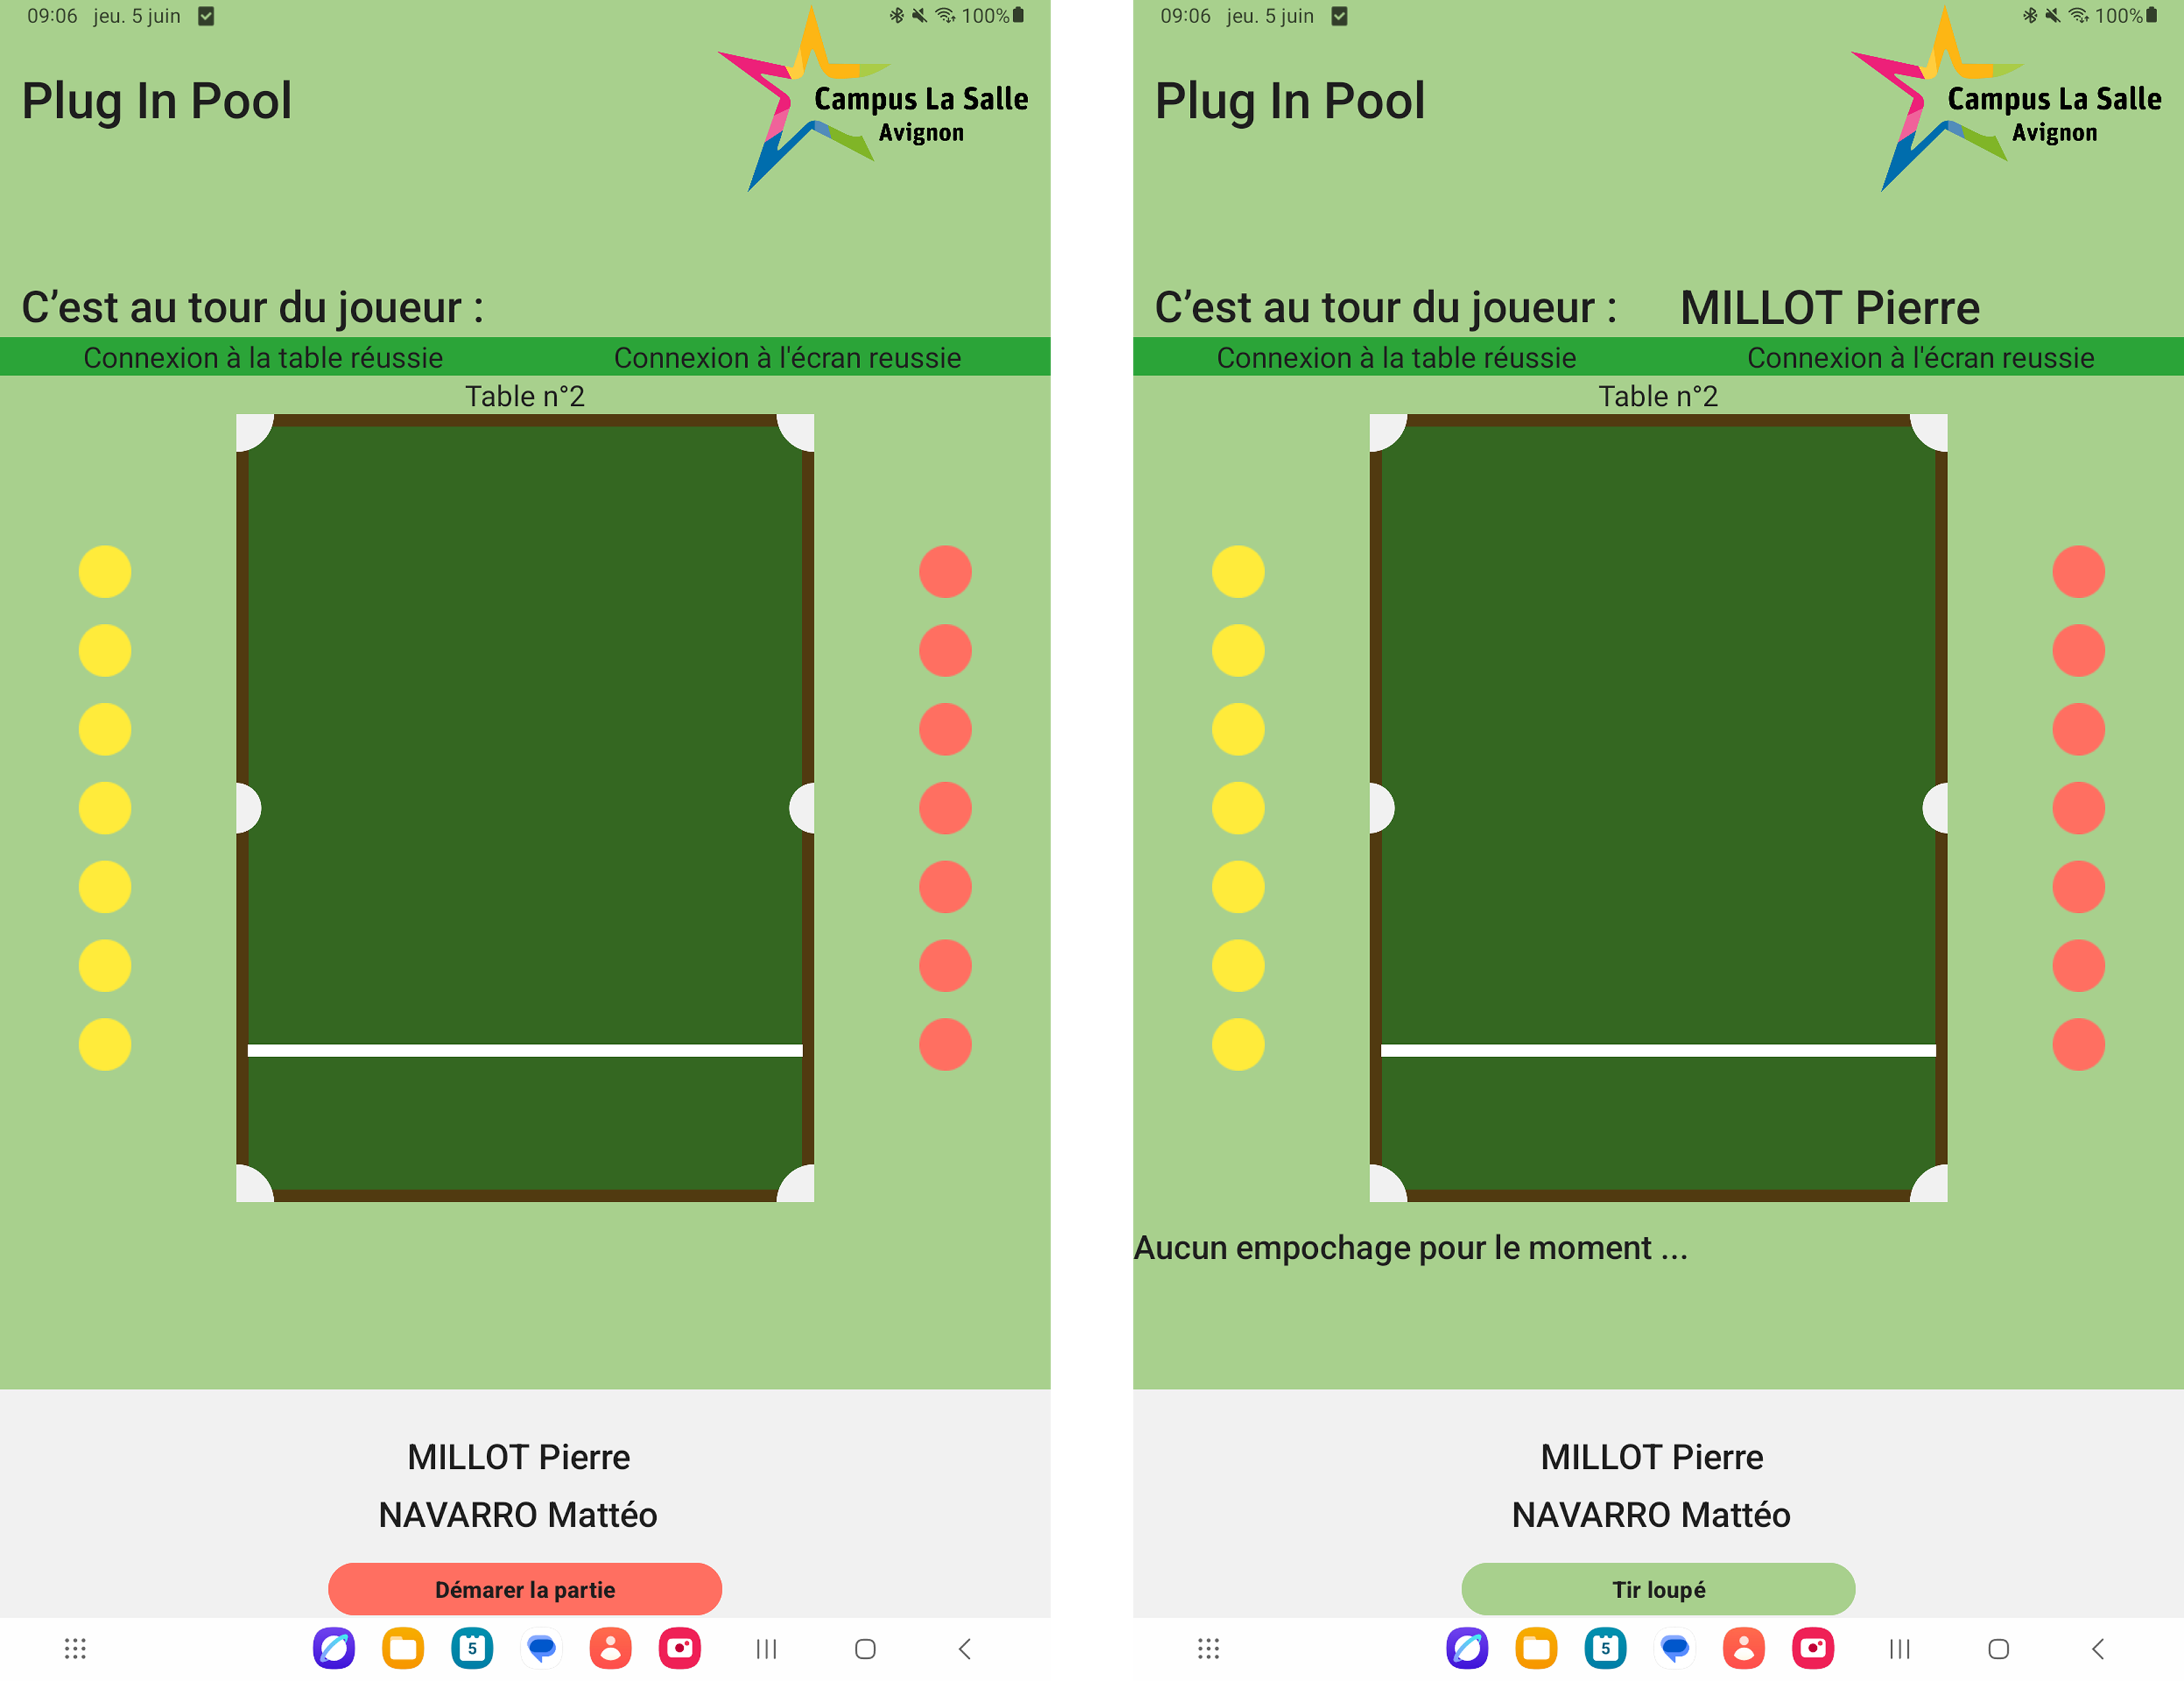 09:06 jeu. 5 juin 100%
Plug In Pool
Campus La Salle
Avignon
C’est au tour du joueur :
Connexion à la table réussie Connexion à l'écran reussie
Table n°2
MILLOT Pierre
NAVARRO Mattéo
Démarer la partie
5
09:06 jeu. 5 juin 100%
Plug In Pool
Campus La Salle
Avignon
C’est au tour du joueur : MILLOT Pierre
Connexion à la table réussie Connexion à l'écran reussie
Table n°2
Aucun empochage pour le moment ...
MILLOT Pierre
NAVARRO Mattéo
Tir loupé
5